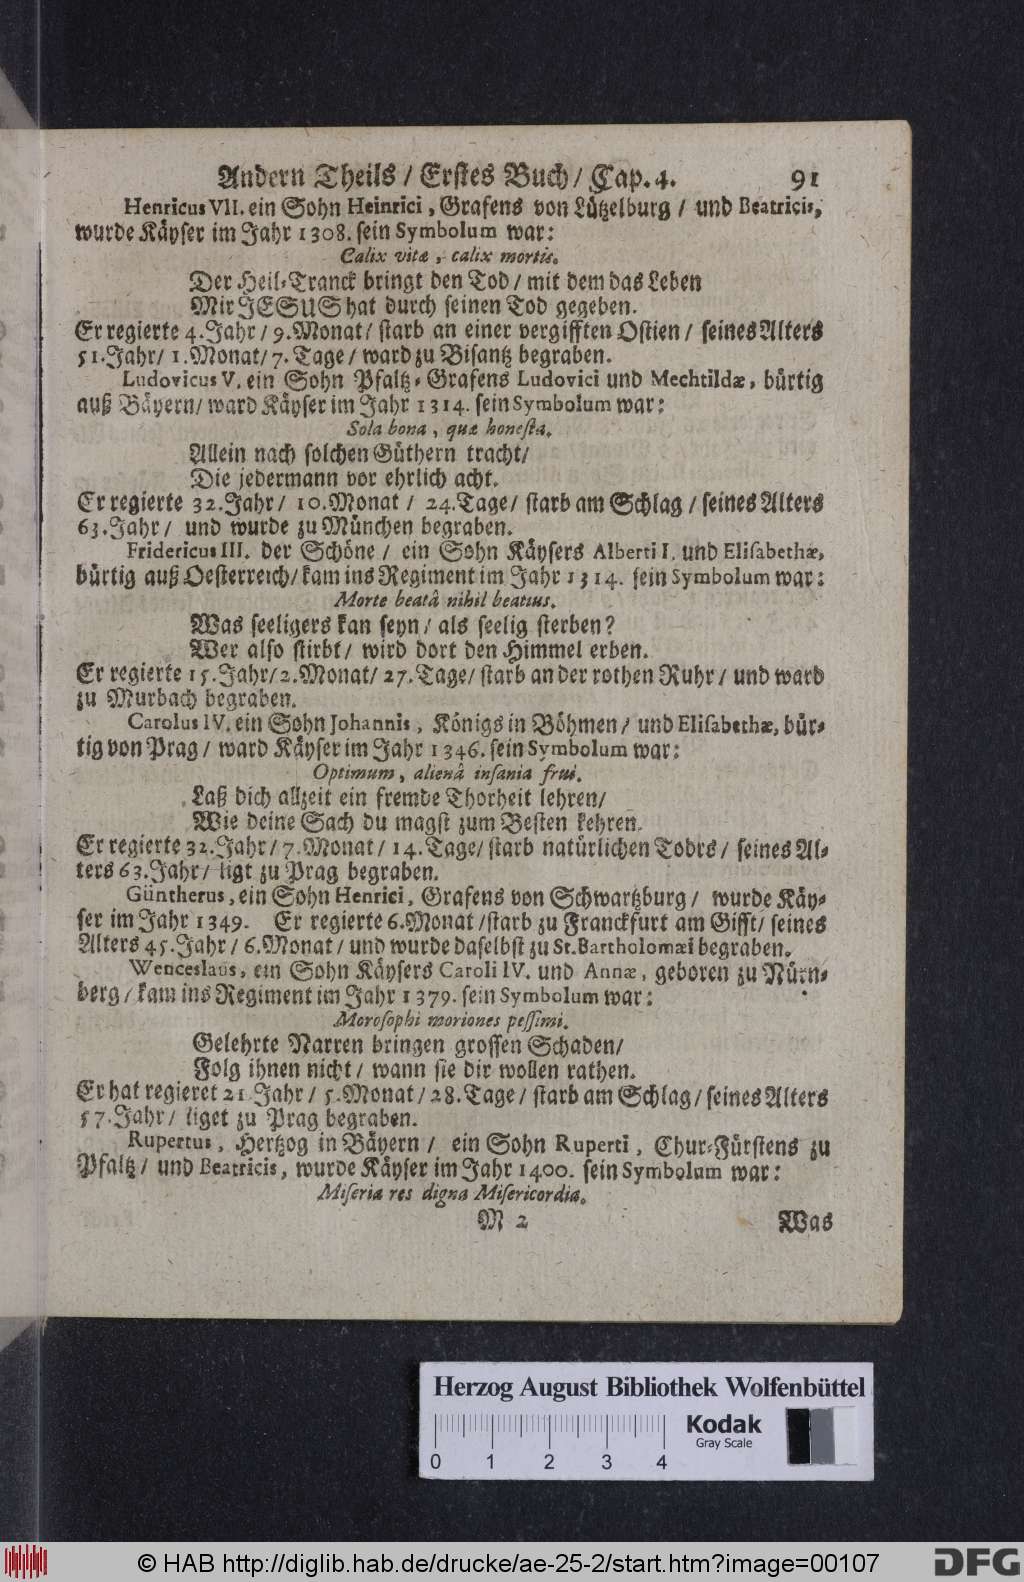 Andern Theils / Erstes Buch / Cap. 4. 91
Henricus VII. ein Sohn Heinrici, Grafens von Lützelburg / und Beatricis,
wurde Käyser im Jahr 1308. sein Symbolum war:
Calix vitæ, calix mortis.
Der Heil-Tranck bringt den Tod / mit dem das Leben
Mir JESUS hat durch seinen Tod gegeben.
Er regierte 4. Jahr / 9. Monat / starb an einer vergifften Ostien / seines Alters
51. Jahr / 1. Monat / 7. Tage / ward zu Bisantz begraben.
Ludovicus V. ein Sohn Pfaltz-Grafens Ludovici und Mechtildæ, bürtig
auß Bäyern / ward Käyser im Jahr 1314. sein Symbolum war:
Sola bona, quæ honesta.
Allein nach solchen Güthern tracht /
Die jedermann vor ehrlich acht.
Er regierte 32. Jahr / 10. Monat / 24. Tage / starb am Schlag / seines Alters
63. Jahr / und wurde zu München begraben.
Fridericus III. der Schöne / ein Sohn Käysers Alberti I. und Elisabethæ,
bürtig auß Oesterreich / kam ins Regiment im Jahr 1314. sein Symbolum war:
Morte beatâ nihil beatius.
Was seeligers kan seyn / als seelig sterben?
Wer also stirbt / wird dort den Himmel erben.
Er regierte 15. Jahr / 2. Monat / 27. Tage / starb an der rothen Ruhr / und ward
zu Murbach begraben.
Carolus IV. ein Sohn Johannis, Königs in Böhmen / und Elisabethæ, bür-
tig von Prag / ward Käyser im Jahr 1346. sein Symbolum war:
Optimum, alienâ insania frui.
Laß dich allzeit ein fremde Thorheit lehren /
Wie deine Sach du magst zum Besten kehren.
Er regierte 32. Jahr / 7. Monat / 14. Tage / starb natürlichen Todes / seines Al-
ters 63. Jahr / ligt zu Prag begraben.
Güntherus, ein Sohn Henrici, Grafens von Schwartzburg / wurde Käy-
ser im Jahr 1349. Er regierte 6. Monat / starb zu Franckfurt am Gifft / seines
Alters 45. Jahr / 6. Monat / und wurde daselbst zu St. Bartholomæi begraben.
Wenceslaus, ein Sohn Käysers Caroli IV. und Annæ, geboren zu Nürn-
berg / kam ins Regiment im Jahr 1379. sein Symbolum war:
Morosophi moriones pessimi.
Gelehrte Narren bringen grossen Schaden /
Folg ihnen nicht / wann sie dir wollen rathen.
Er hat regieret 21 Jahr / 5. Monat / 28. Tage / starb am Schlag / seines Alters
57. Jahr / liget zu Prag begraben.
Rupertus, Hertzog in Bäyern / ein Sohn Ruperti, Chur-Fürstens zu
Pfaltz / und Beatricis, wurde Käyser im Jahr 1400. sein Symbolum war:
Miseria res digna Misericordia.
M 2 Was
Herzog August Bibliothek Wolfenbüttel
Kodak
Gray Scale
0 1 2 3 4
© HAB http://diglib.hab.de/drucke/ae-25-2/start.htm?image=00107
DFG